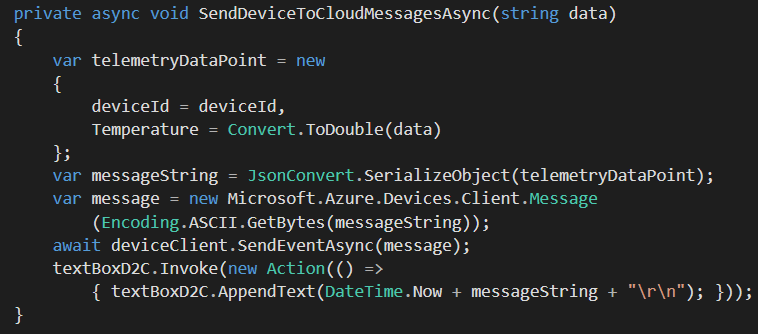 private async void SendDeviceToCloudMessagesAsync(string data)
{
    var telemetryDataPoint = new
    {
        deviceId = deviceId,
        Temperature = Convert.ToDouble(data)
    };
    var messageString = JsonConvert.SerializeObject(telemetryDataPoint);
    var message = new Microsoft.Azure.Devices.Client.Message
        (Encoding.ASCII.GetBytes(messageString));
    await deviceClient.SendEventAsync(message);
    textBoxD2C.Invoke(new Action(() =>
        { textBoxD2C.AppendText(DateTime.Now + messageString + "\r\n"); }));
}